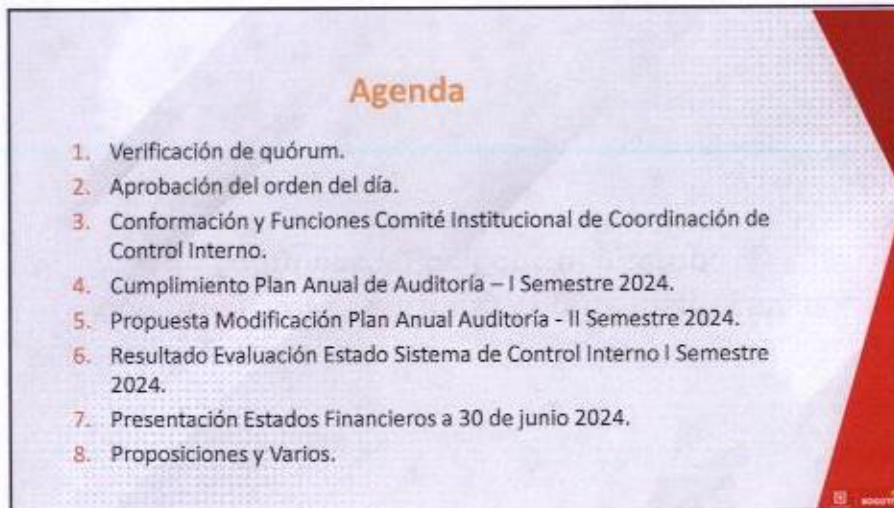 Agenda
1. Verificación de quórum.
2. Aprobación del orden del día.
3. Conformación y Funciones Comité Institucional de Coordinación de
Control Interno.
4. Cumplimiento Plan Anual de Auditoría – I Semestre 2024.
5. Propuesta Modificación Plan Anual Auditoría - II Semestre 2024.
6. Resultado Evaluación Estado Sistema de Control Interno I Semestre
2024.
7. Presentación Estados Financieros a 30 de junio 2024.
8. Proposiciones y Varios.
BOGOTÁ